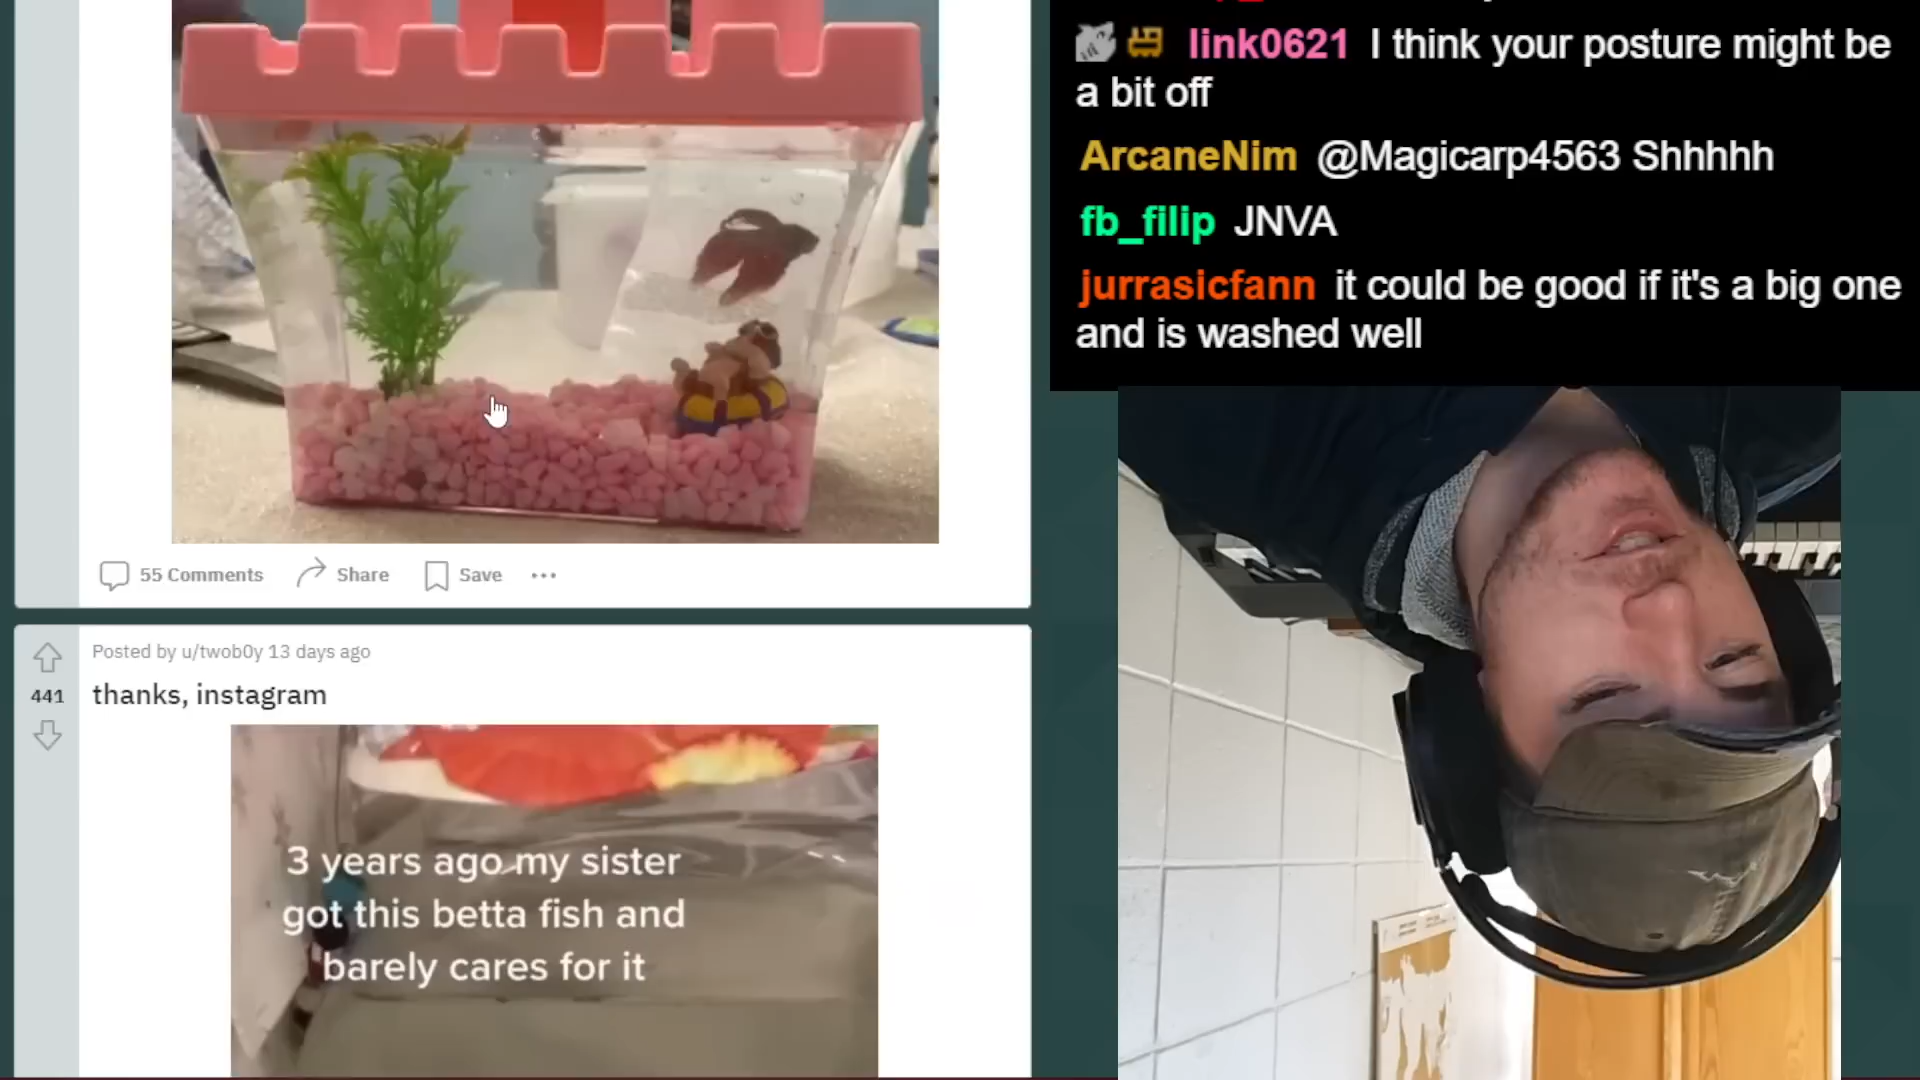 link0621 I think your posture might be
a bit off
ArcaneNim @Magicarp4563 Shhhhh
fb_filip JNVA
jurrasicfann it could be good if it's a big one
and is washed well
55 Comments Share Save
Posted by u/twob0y 13 days ago
441
thanks, instagram
3 years ago my sister
got this betta fish and
barely cares for it